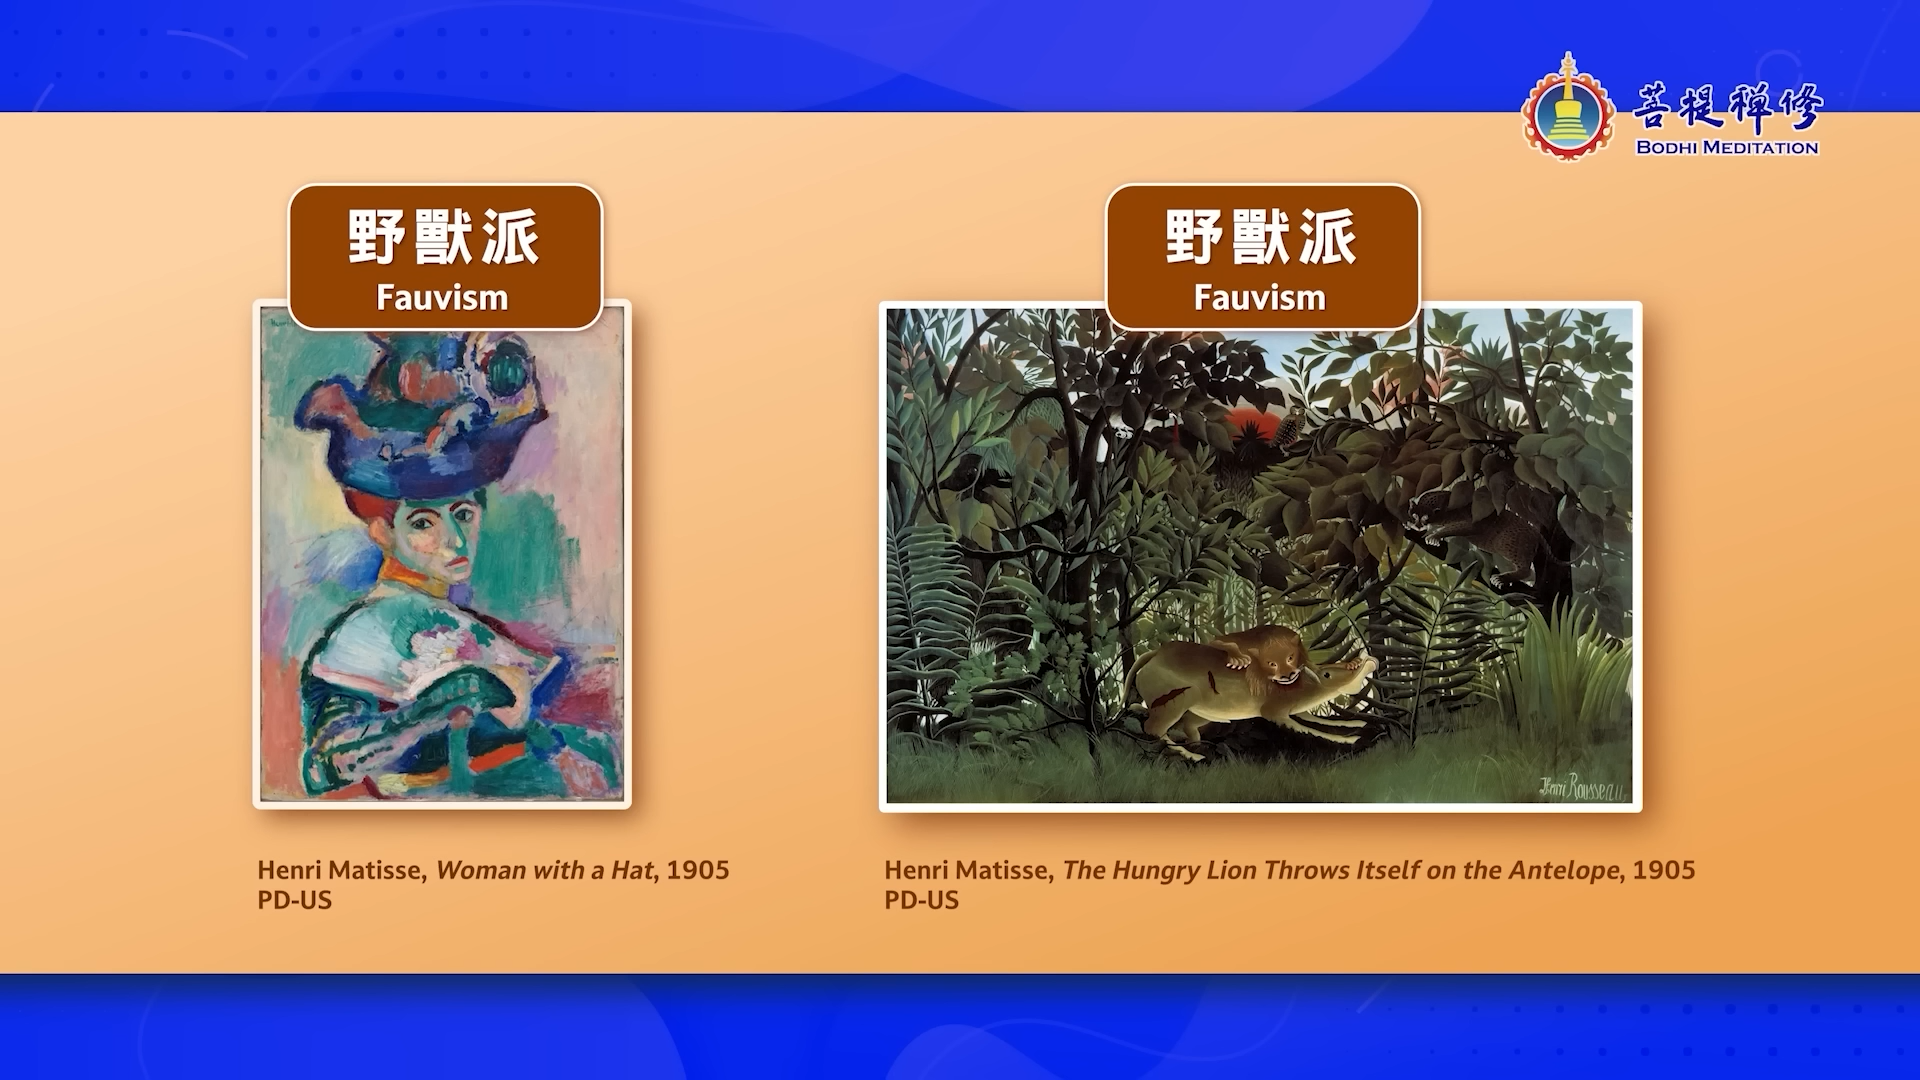 菩提禪修
BODHI MEDITATION
野獸派
Fauvism
野獸派
Fauvism
Henri Rousseau
Henri Matisse, Woman with a Hat, 1905
PD-US
Henri Matisse, The Hungry Lion Throws Itself on the Antelope, 1905
PD-US